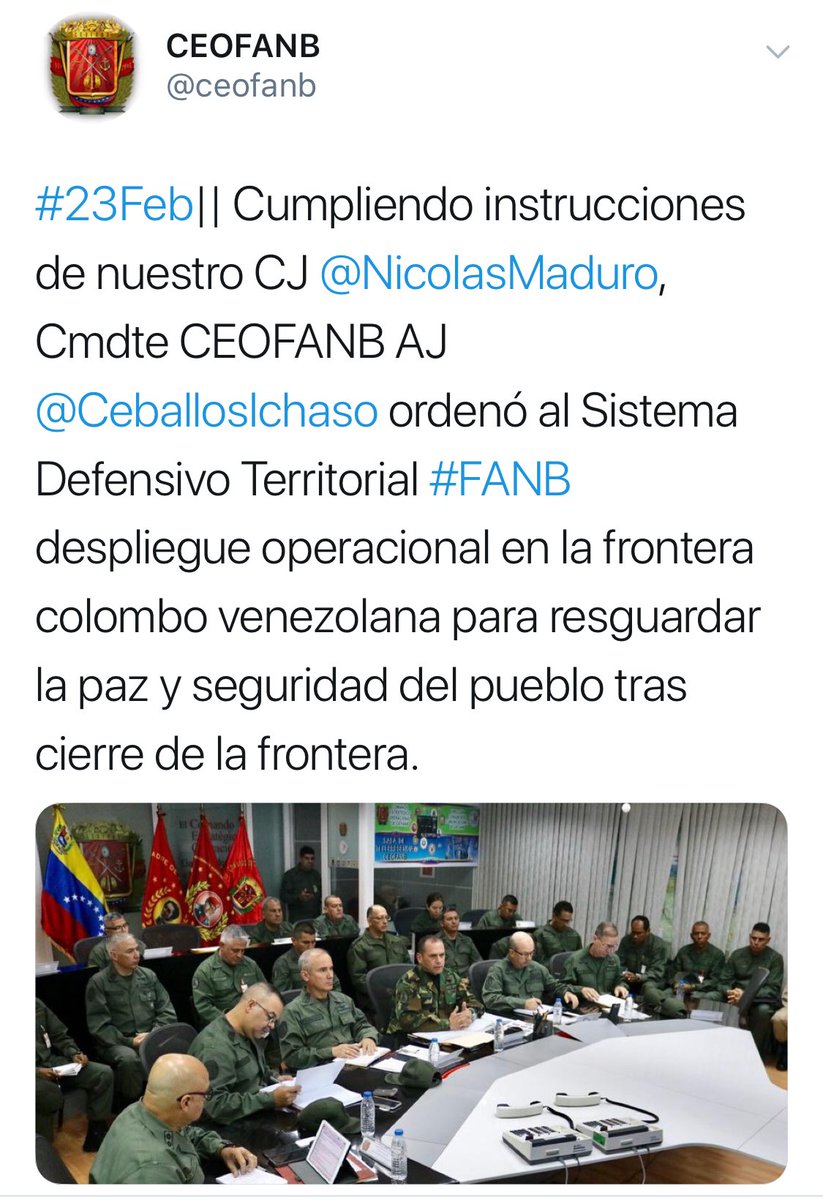 CEOFANB
@ceofanb
#23Feb|| Cumpliendo instrucciones
de nuestro CJ @NicolasMaduro,
Cmdte CEOFANB AJ
@CeballosIchaso ordenó al Sistema
Defensivo Territorial #FANB
despliegue operacional en la frontera
colombo venezolana para resguardar
la paz y seguridad del pueblo tras
cierre de la frontera.
CEOFANB